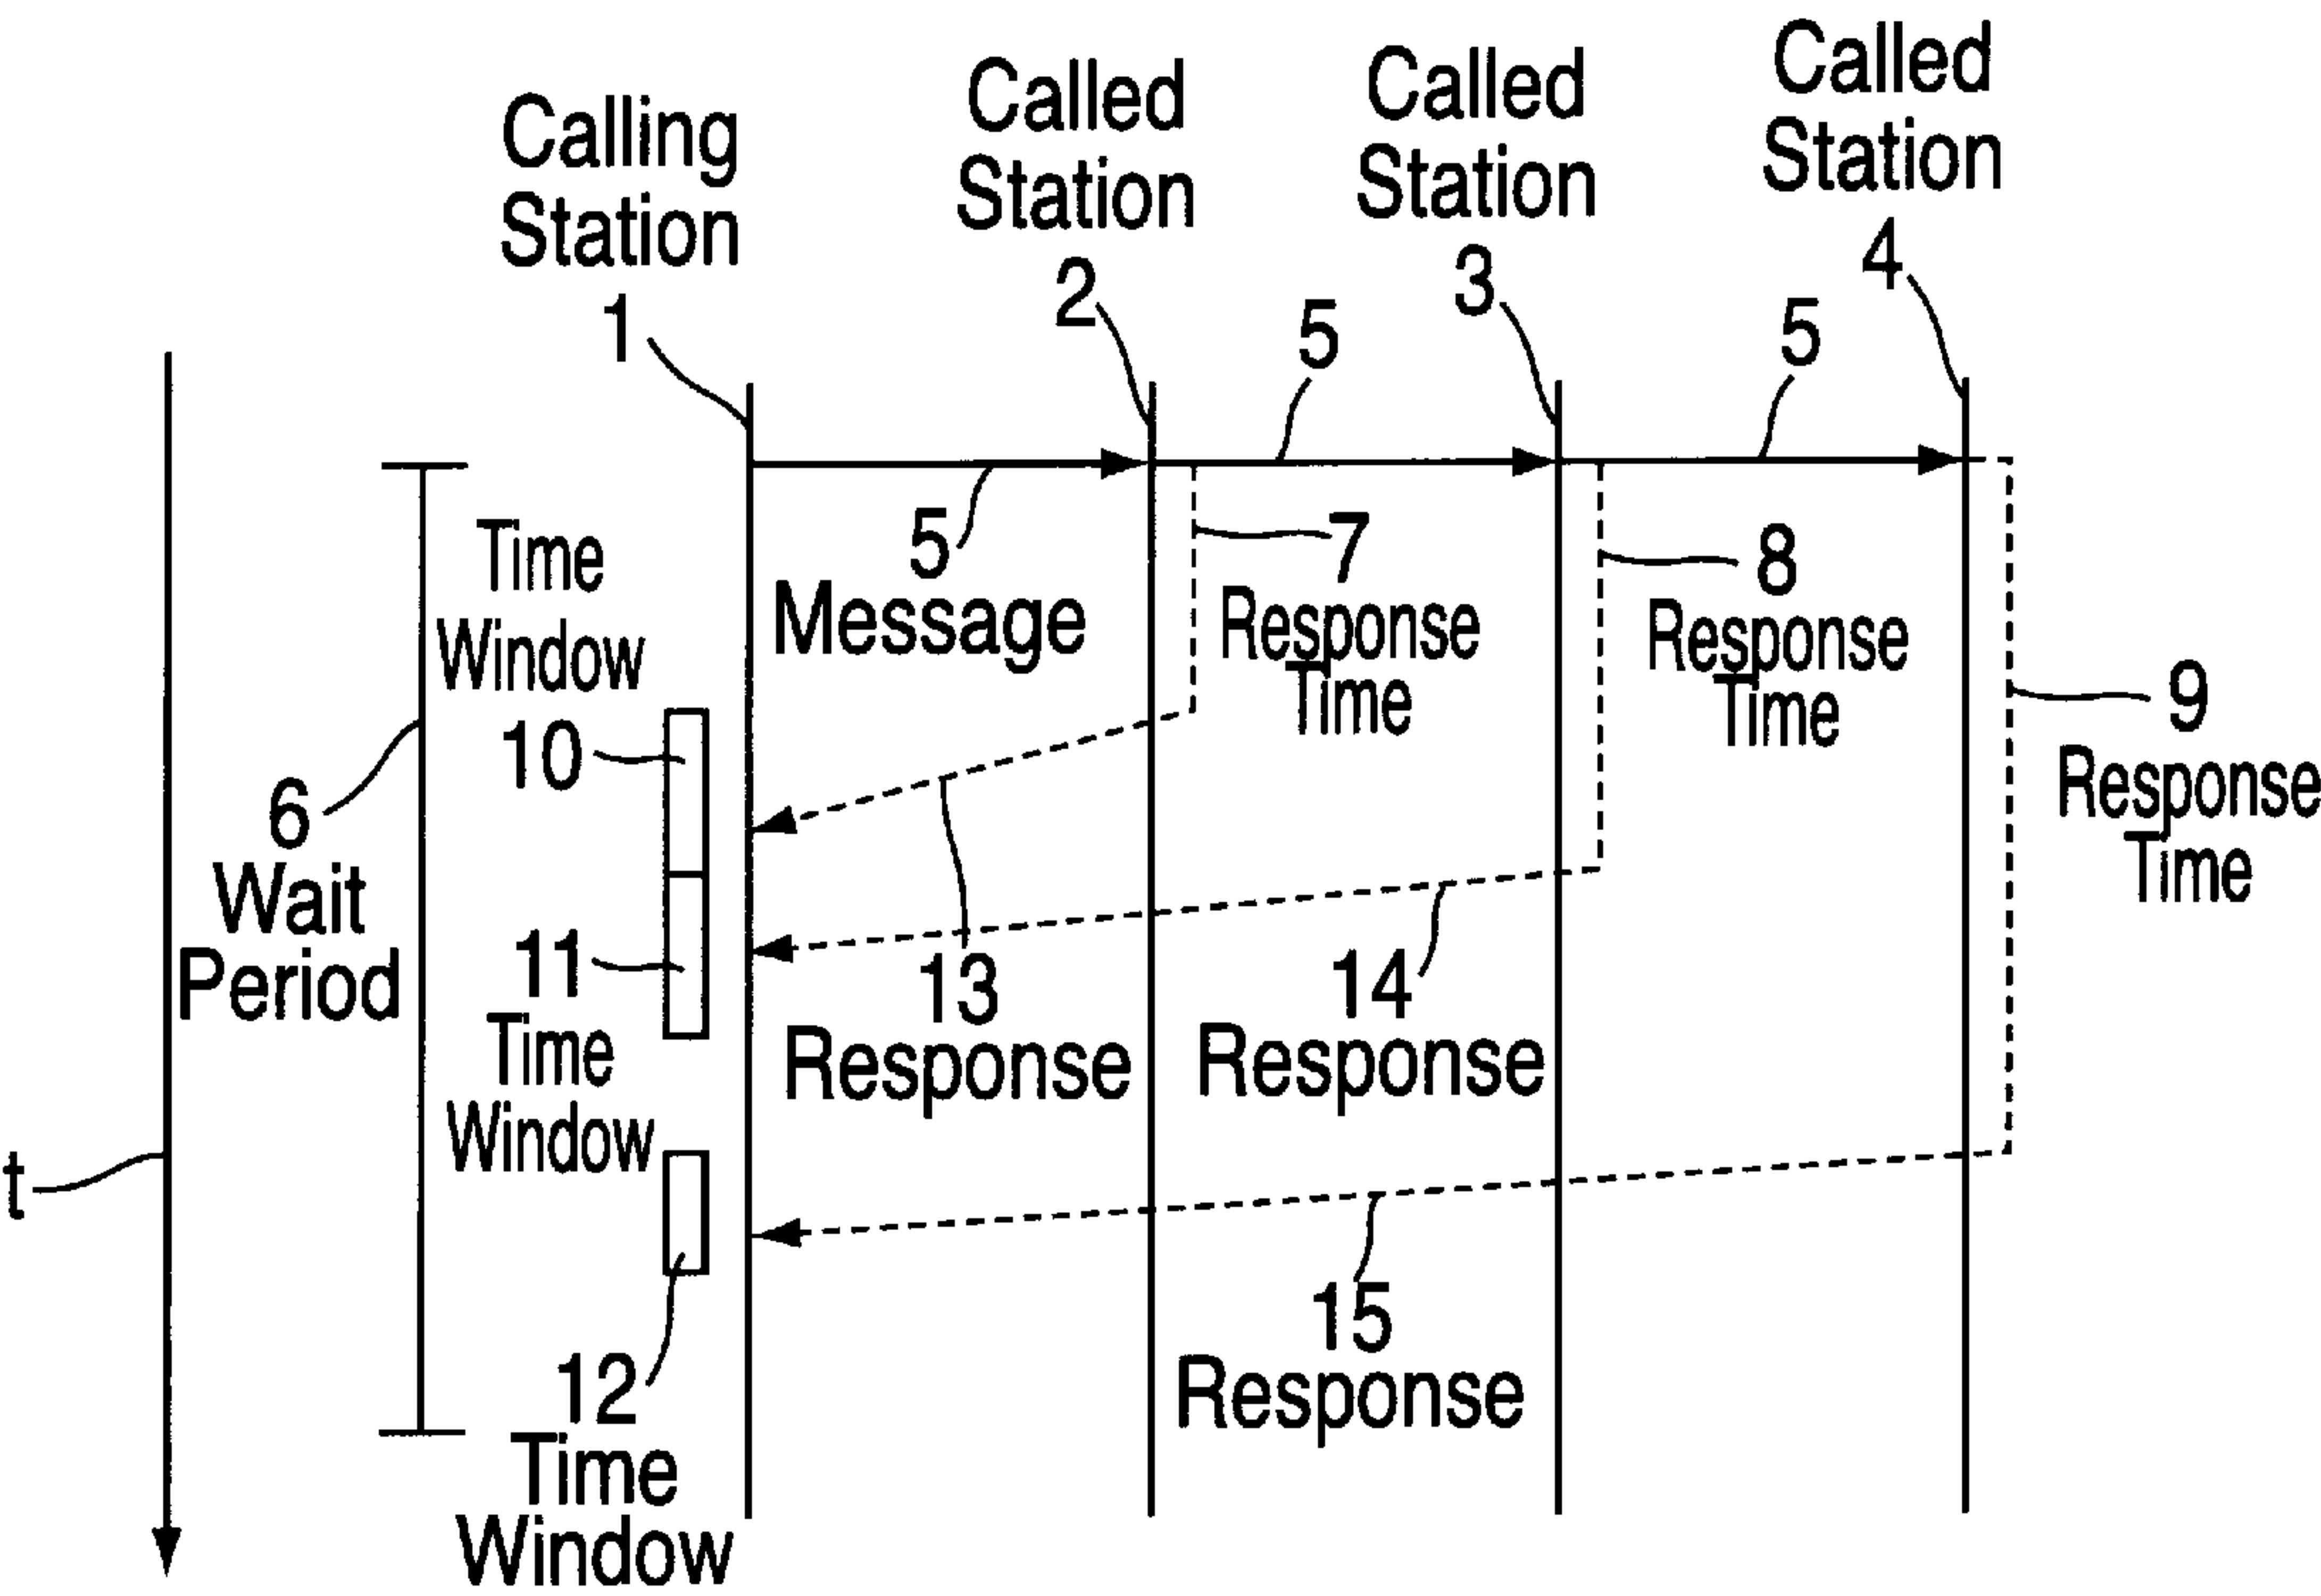 Calling
Station
1
Called
Station
2
Called
Station
3
Called
Station
4
5
5
5
Message
7
Response
Time
8
Response
Time
9
Response
Time
Time
Window
10
6
Wait
Period
11
Time
Window
13
Response
14
Response
t
12
Time
Window
15
Response